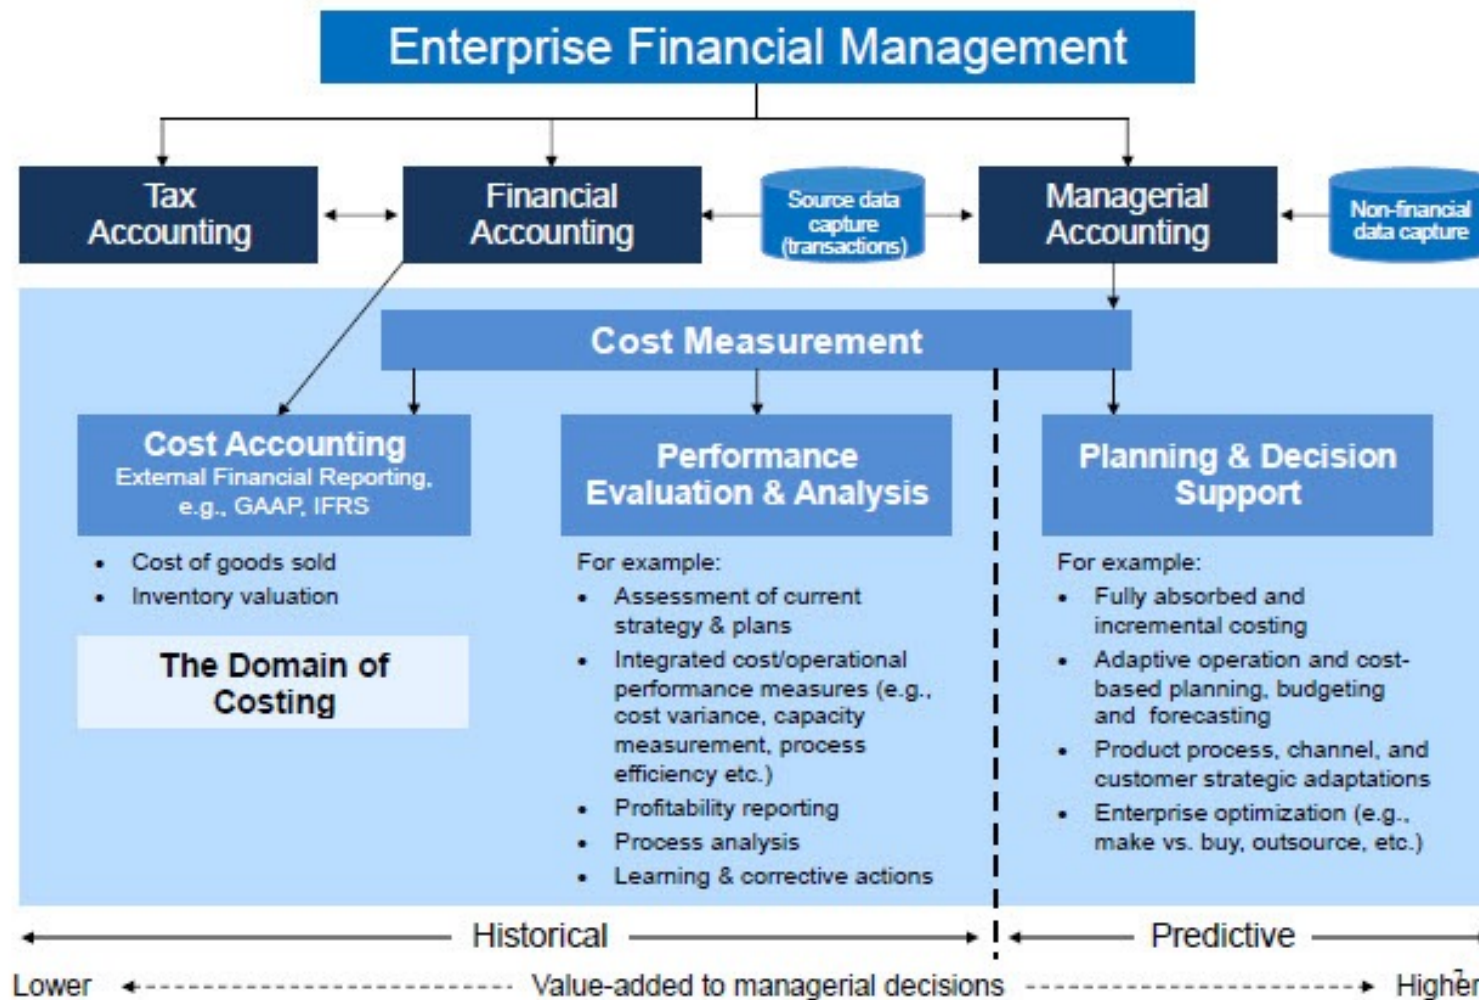 Enterprise Financial Management
Tax
Accounting
Financial
Accounting
Source data
capture
(transactions)
Managerial
Accounting
Non-financial
data capture
Cost Measurement
Cost Accounting
External Financial Reporting,
e.g., GAAP, IFRS
• Cost of goods sold
• Inventory valuation
The Domain of
Costing
Performance
Evaluation & Analysis
For example:
• Assessment of current
strategy & plans
• Integrated cost/operational
performance measures (e.g.,
cost variance, capacity
measurement, process
efficiency etc.)
• Profitability reporting
• Process analysis
• Learning & corrective actions
Planning & Decision
Support
For example:
• Fully absorbed and
incremental costing
• Adaptive operation and cost-
based planning, budgeting
and forecasting
• Product process, channel, and
customer strategic adaptations
• Enterprise optimization (e.g.,
make vs. buy, outsource, etc.)
Historical
Predictive
Lower
Value-added to managerial decisions
Higher
7